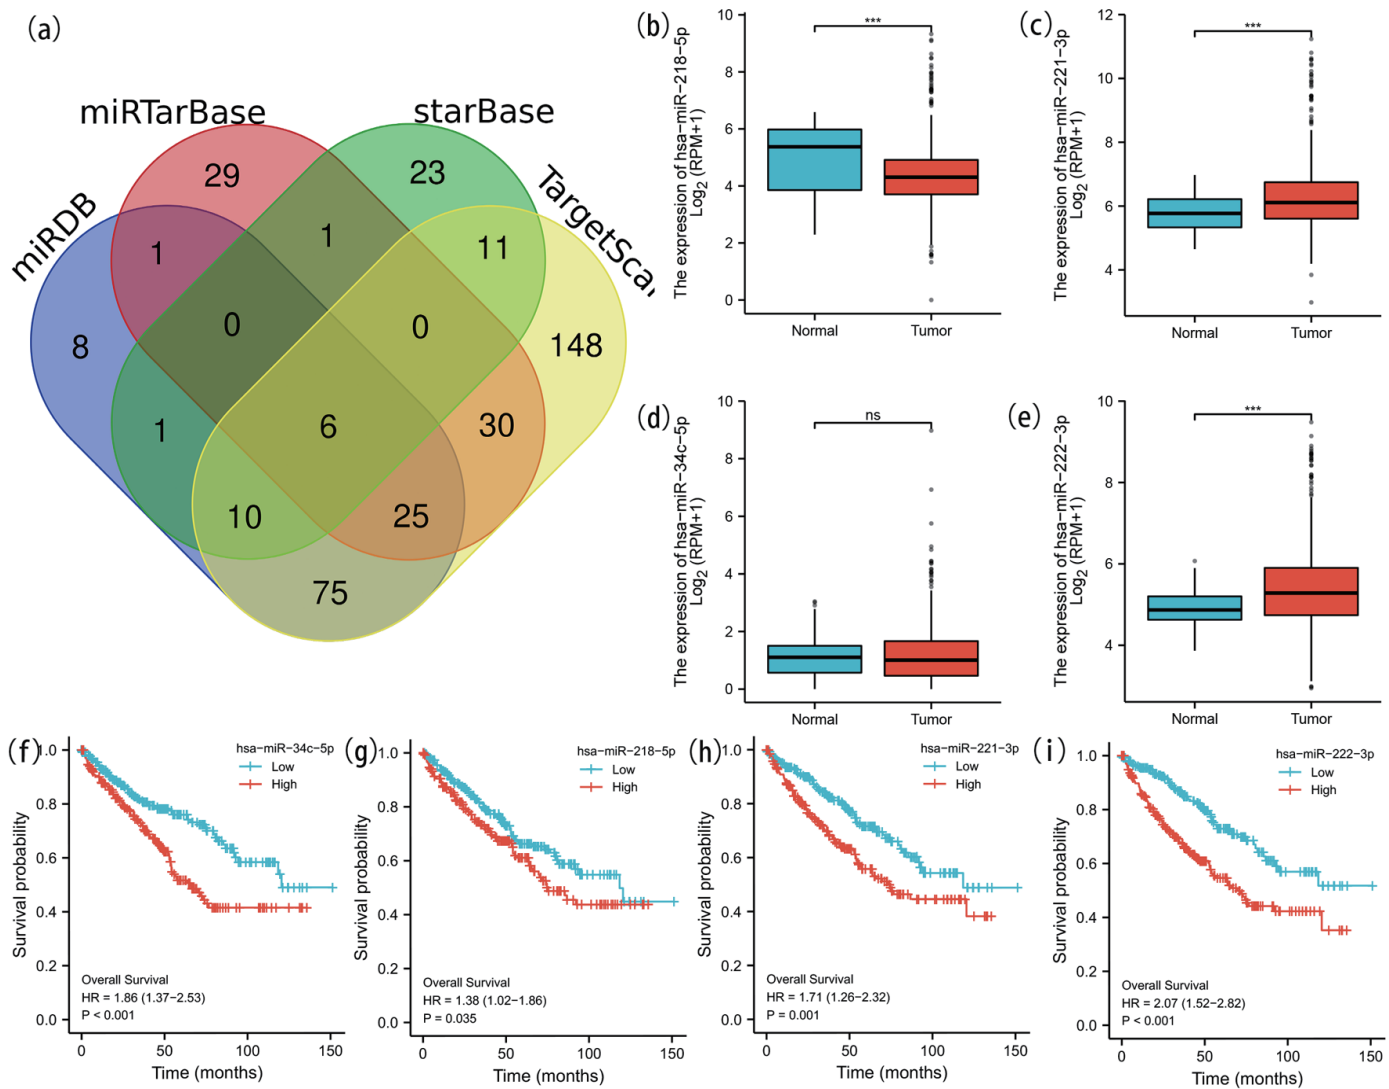 (a)
miRTarBase
starBase
miRDB
TargetScan
29
23
1
1
11
8
0
0
148
1
6
30
10
25
75
(b)
The expression of hsa−miR−218−5p
Log2 (RPM+1)
10
8
6
4
2
0
***
Normal
Tumor
(c)
The expression of hsa−miR−221−3p
Log2 (RPM+1)
12
10
8
6
4
***
Normal
Tumor
(d)
The expression of hsa−miR−34c−5p
Log2 (RPM+1)
10
8
6
4
2
0
ns
Normal
Tumor
(e)
The expression of hsa−miR−222−3p
Log2 (RPM+1)
10
8
6
4
***
Normal
Tumor
(f)
hsa−miR−34c−5p
Low
High
Survival probability
1.0
0.8
0.6
0.4
0.2
0.0
Overall Survival
HR = 1.86 (1.37−2.53)
P < 0.001
0
50
100
150
Time (months)
(g)
hsa−miR−218−5p
Low
High
Survival probability
1.0
0.8
0.6
0.4
0.2
0.0
Overall Survival
HR = 1.38 (1.02−1.86)
P = 0.035
0
50
100
150
Time (months)
(h)
hsa−miR−221−3p
Low
High
Survival probability
1.0
0.8
0.6
0.4
0.2
0.0
Overall Survival
HR = 1.71 (1.26−2.32)
P = 0.001
0
50
100
150
Time (months)
(i)
hsa−miR−222−3p
Low
High
Survival probability
1.0
0.8
0.6
0.4
0.2
0.0
Overall Survival
HR = 2.07 (1.52−2.82)
P < 0.001
0
50
100
150
Time (months)